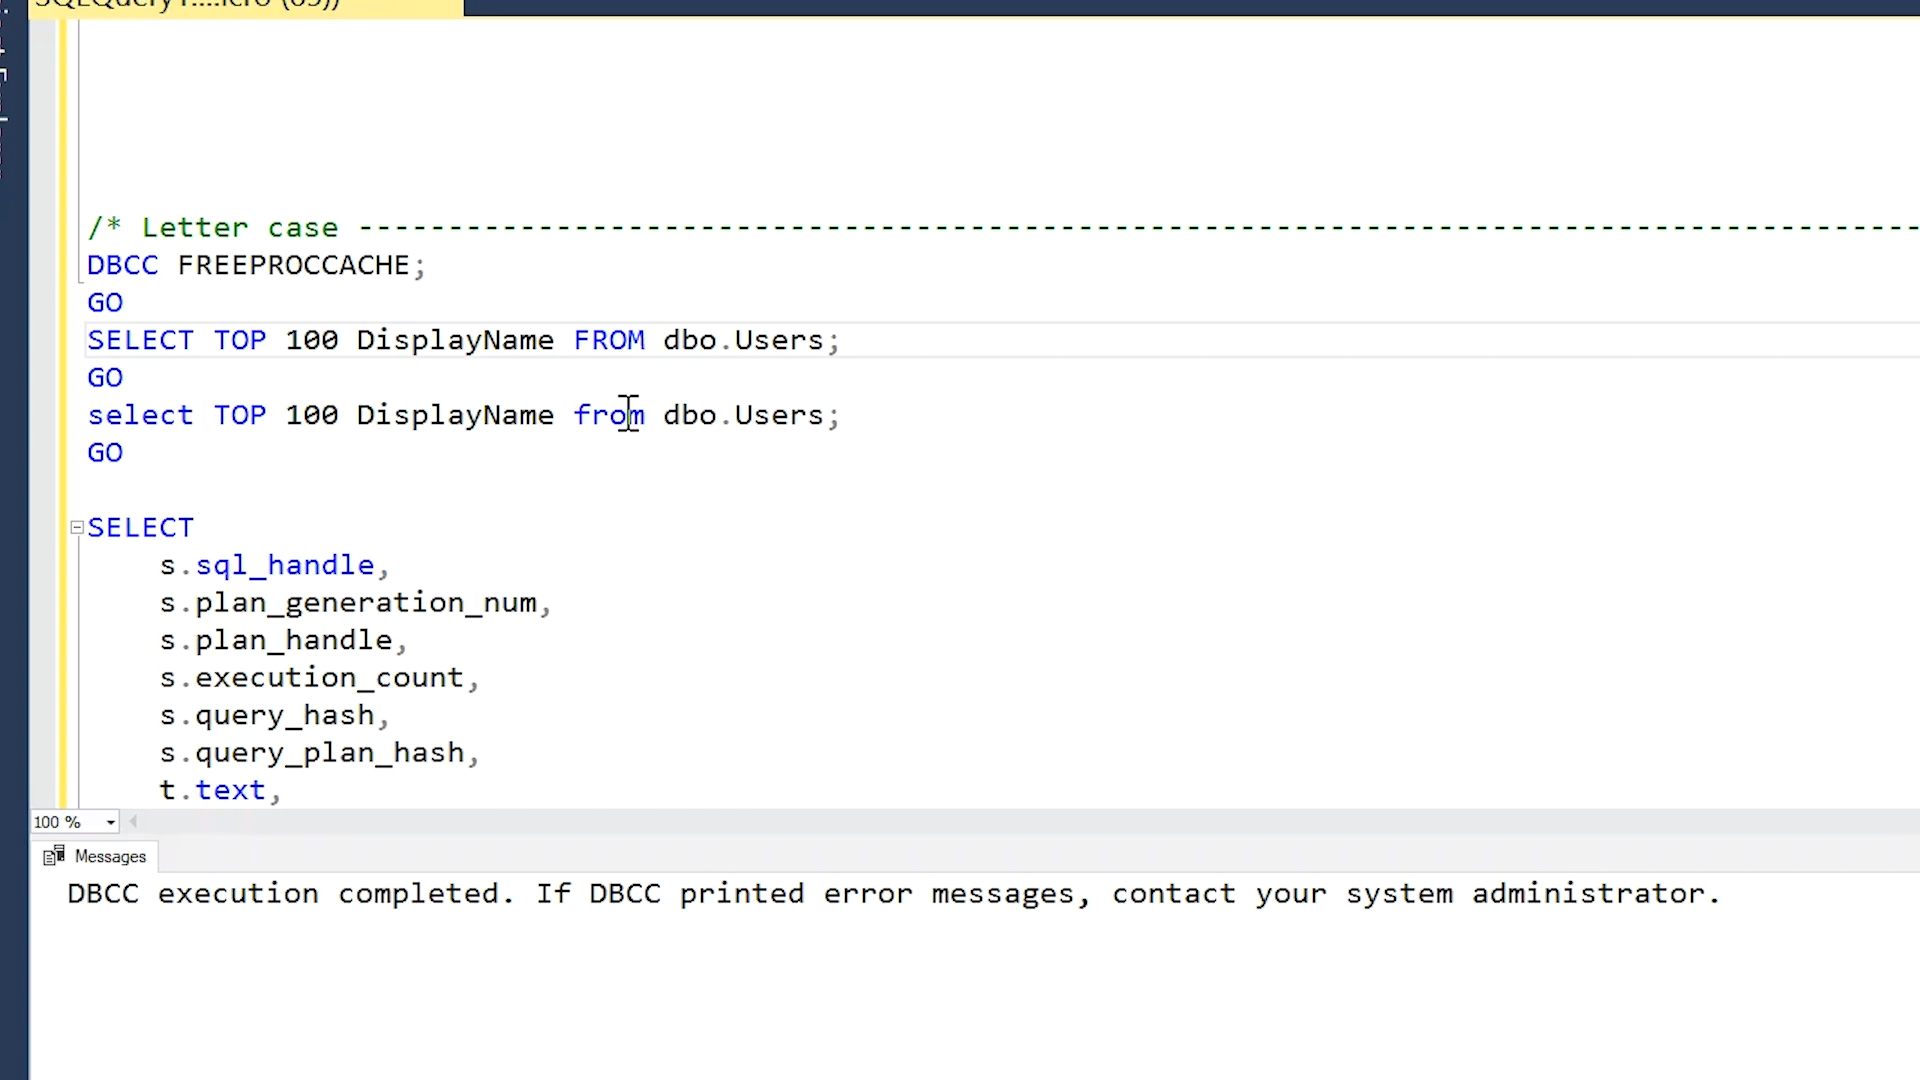 /* Letter case --------------------------------------------------------------------------------------
DBCC FREEPROCCACHE;
GO
SELECT TOP 100 DisplayName FROM dbo.Users;
GO
select TOP 100 DisplayName from dbo.Users;
GO
SELECT
s.sql_handle,
s.plan_generation_num,
s.plan_handle,
s.execution_count,
s.query_hash,
s.query_plan_hash,
t.text,
100 %
Messages
DBCC execution completed. If DBCC printed error messages, contact your system administrator.